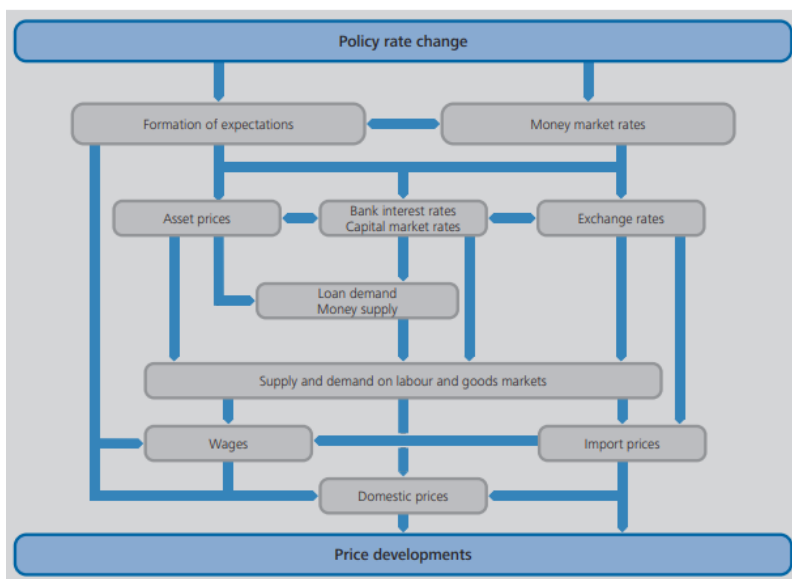 Policy rate change
Formation of expectations
Money market rates
Asset prices
Bank interest rates
Capital market rates
Exchange rates
Loan demand
Money supply
Supply and demand on labour and goods markets
Wages
Import prices
Domestic prices
Price developments